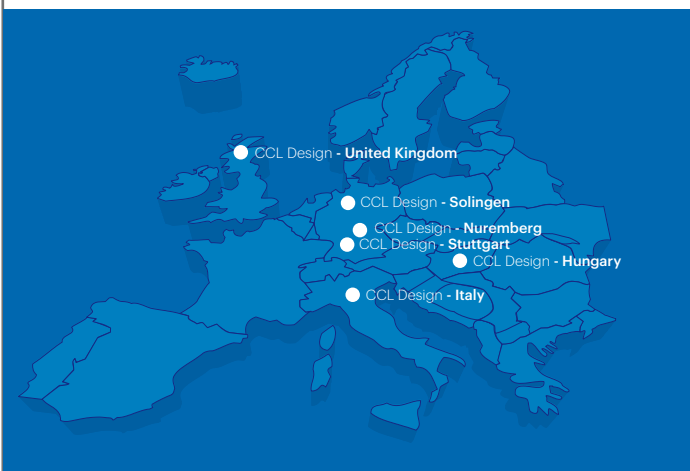 CCL Design - United Kingdom
CCL Design - Solingen
CCL Design - Nuremberg
CCL Design - Stuttgart
CCL Design - Hungary
CCL Design - Italy